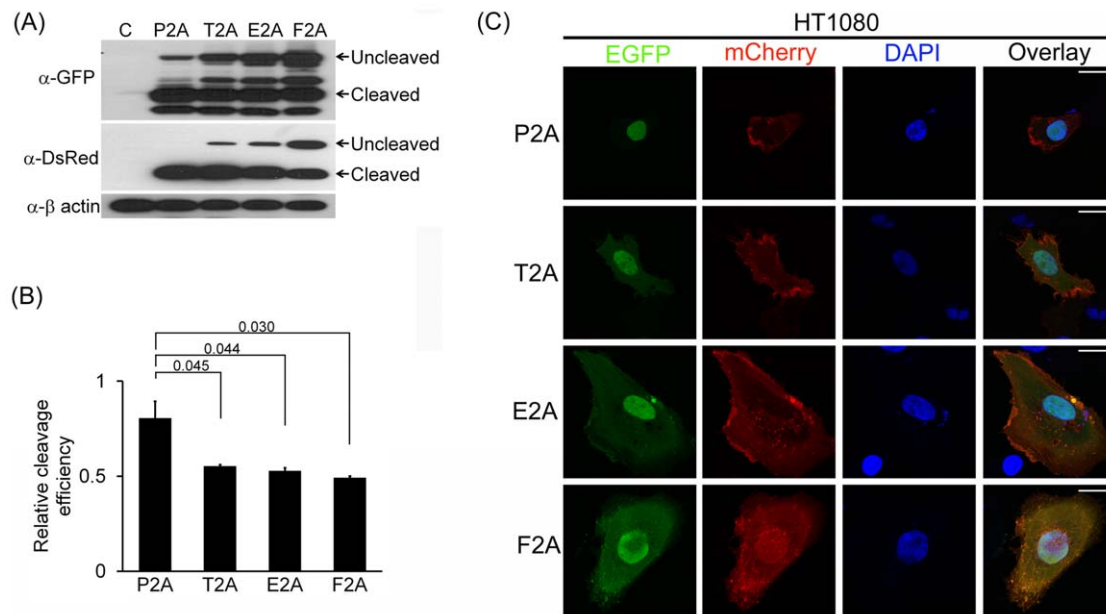 (A)
C P2A T2A E2A F2A
α-GFP
←Uncleaved
←Cleaved
α-DsRed
←Uncleaved
←Cleaved
α-β actin
(B)
0.030
0.044
0.045
Relative cleavage
efficiency
1
0.5
0
P2A T2A E2A F2A
(C)
HT1080
EGFP mCherry DAPI Overlay
P2A
T2A
E2A
F2A